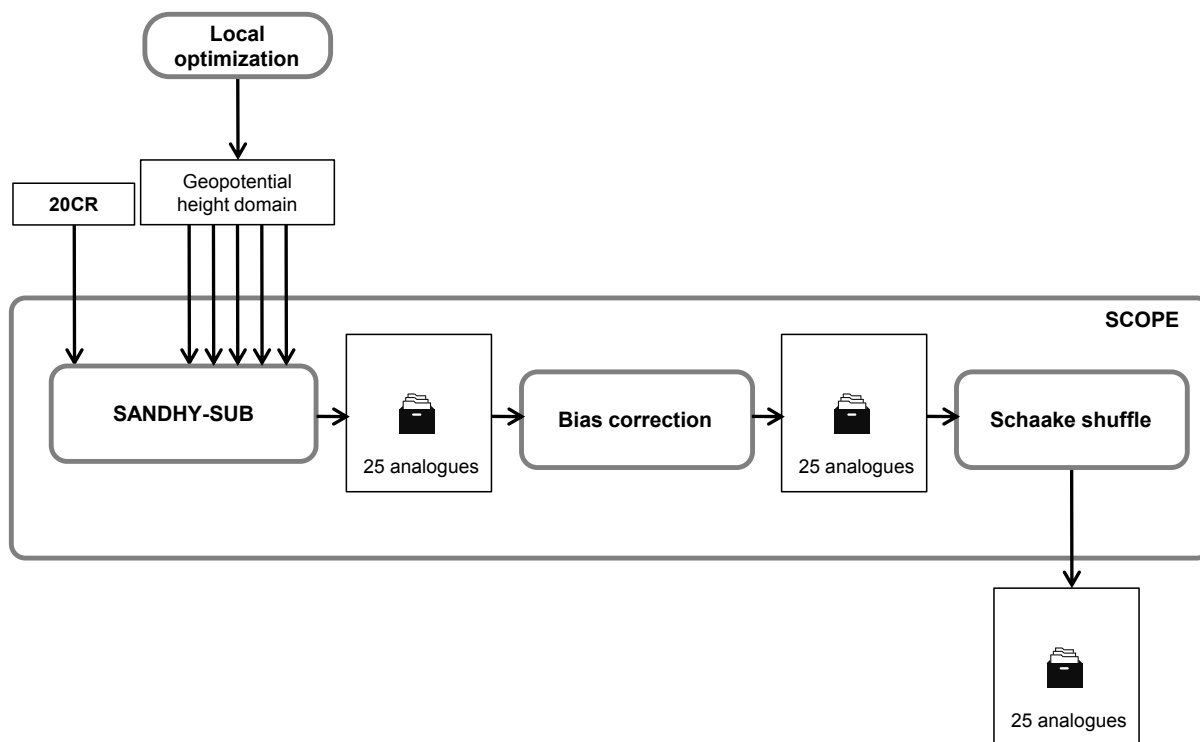 Local
optimization
Geopotential
height domain
20CR
SCOPE
SANDHY-SUB
25 analogues
Bias correction
25 analogues
Schaake shuffle
25 analogues